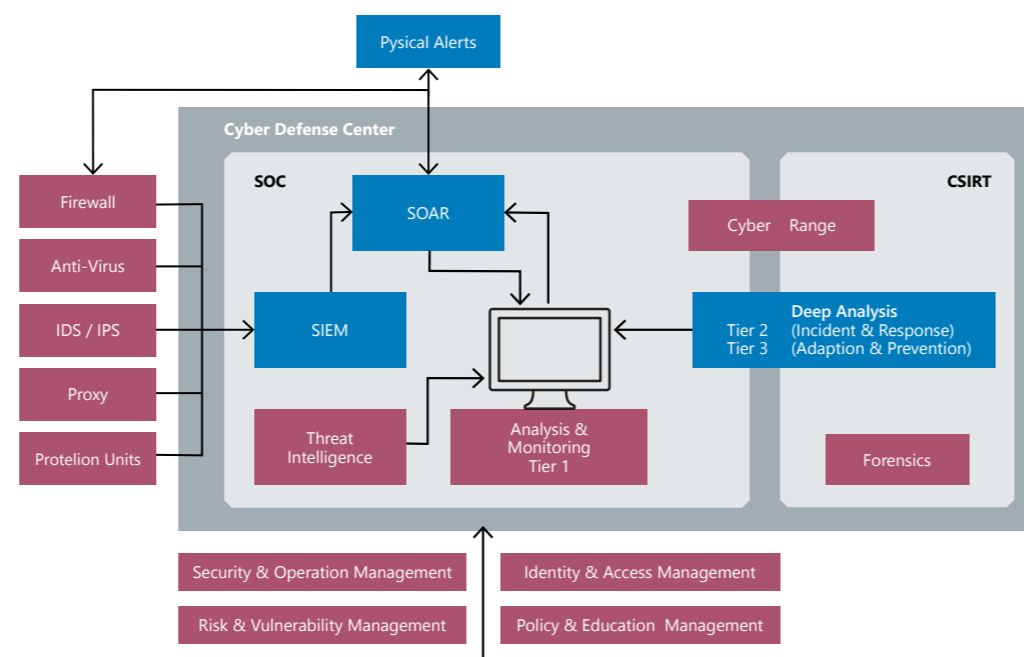 Pysical Alerts
Cyber Defense Center
SOC
CSIRT
Firewall
SOAR
Cyber Range
Anti-Virus
IDS / IPS
SIEM
Deep Analysis
Tier 2 (Incident & Response)
Tier 3 (Adaption & Prevention)
Proxy
Threat
Intelligence
Analysis &
Monitoring
Tier 1
Protelion Units
Forensics
Security & Operation Management
Identity & Access Management
Risk & Vulnerability Management
Policy & Education Management